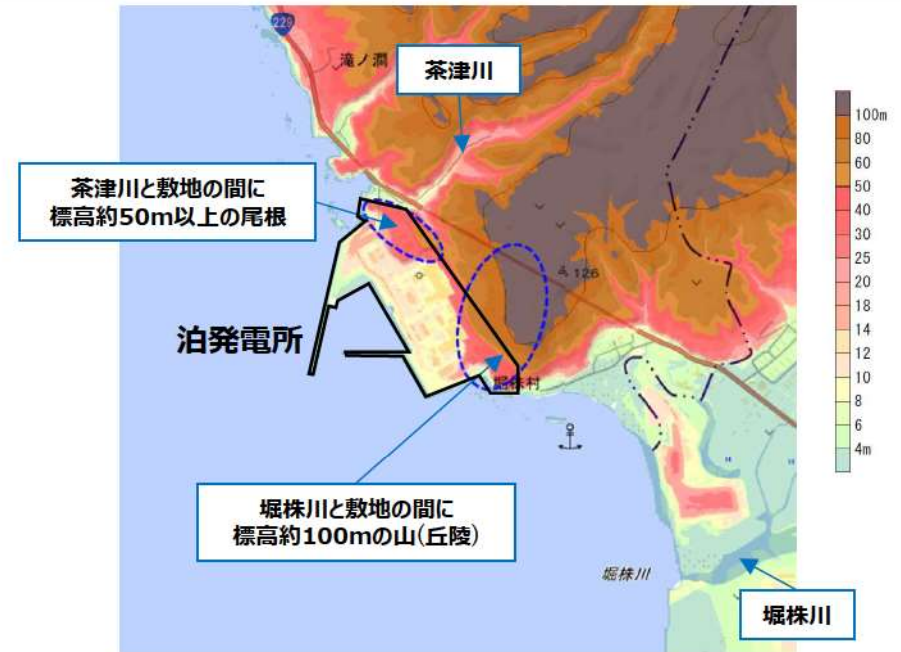 229
滝ノ澗
茶津川
茶津川と敷地の間に
標高約50m以上の尾根
126
泊発電所
堀株村
堀株川と敷地の間に
標高約100mの山(丘陵)
堀株川
堀株川
100m
80
60
50
40
30
25
20
18
14
12
10
8
6
4m